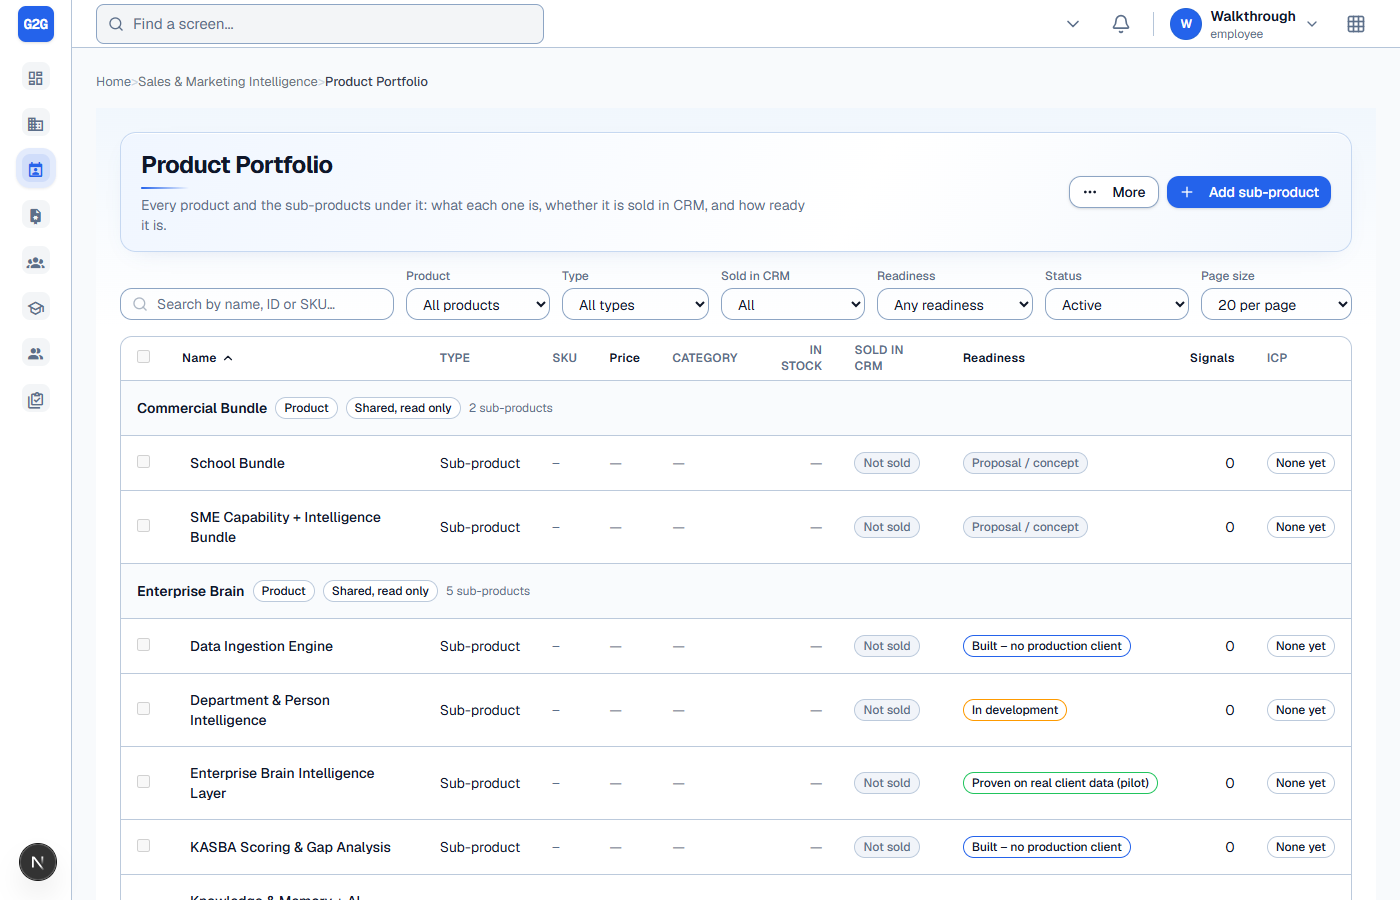 G2G
Find a screen...
W
Walkthrough
employee
Home>Sales & Marketing Intelligence>Product Portfolio
Product Portfolio
Every product and the sub-products under it: what each one is, whether it is sold in CRM, and how ready
it is.
More
Add sub-product
Product
Type
Sold in CRM
Readiness
Status
Page size
Search by name, ID or SKU...
All products
All types
All
Any readiness
Active
20 per page
Name
TYPE
SKU
Price
CATEGORY
IN
STOCK
SOLD IN
CRM
Readiness
Signals
ICP
Commercial Bundle Product Shared, read only 2 sub-products
School Bundle Sub-product – — — — Not sold Proposal / concept 0 None yet
SME Capability + Intelligence
Bundle
Sub-product – — — — Not sold Proposal / concept 0 None yet
Enterprise Brain Product Shared, read only 5 sub-products
Data Ingestion Engine Sub-product – — — — Not sold Built – no production client 0 None yet
Department & Person
Intelligence
Sub-product – — — — Not sold In development 0 None yet
Enterprise Brain Intelligence
Layer
Sub-product – — — — Not sold Proven on real client data (pilot) 0 None yet
KASBA Scoring & Gap Analysis Sub-product – — — — Not sold Built – no production client 0 None yet
Knowledge & Memory + AI
N